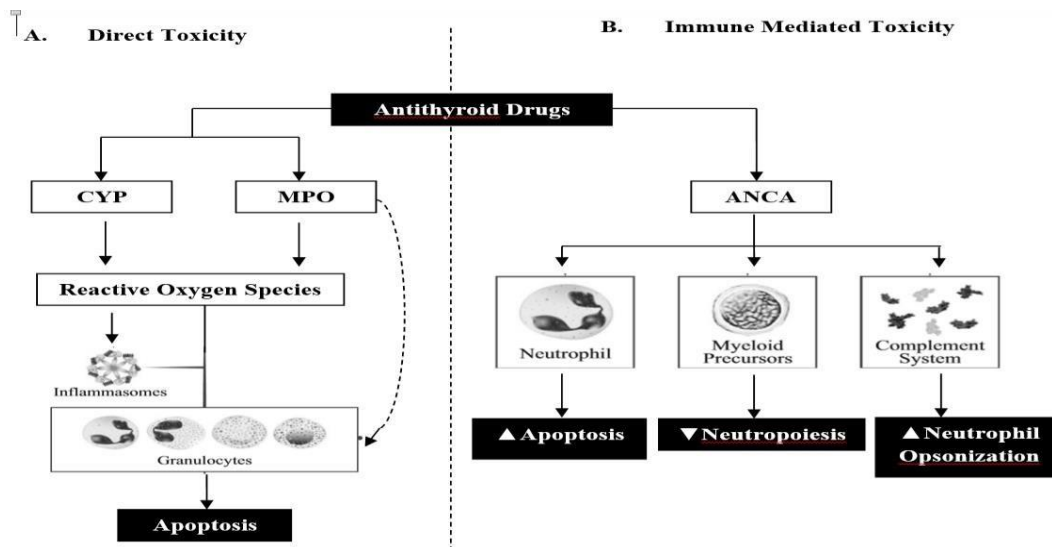 A. Direct Toxicity
B. Immune Mediated Toxicity
Antithyroid Drugs
CYP
MPO
ANCA
Reactive Oxygen Species
Inflammasomes
Granulocytes
Apoptosis
Neutrophil
Myeloid
Precursors
Complement
System
▲ Apoptosis
▼ Neutropoiesis
▲ Neutrophil
Opsonization